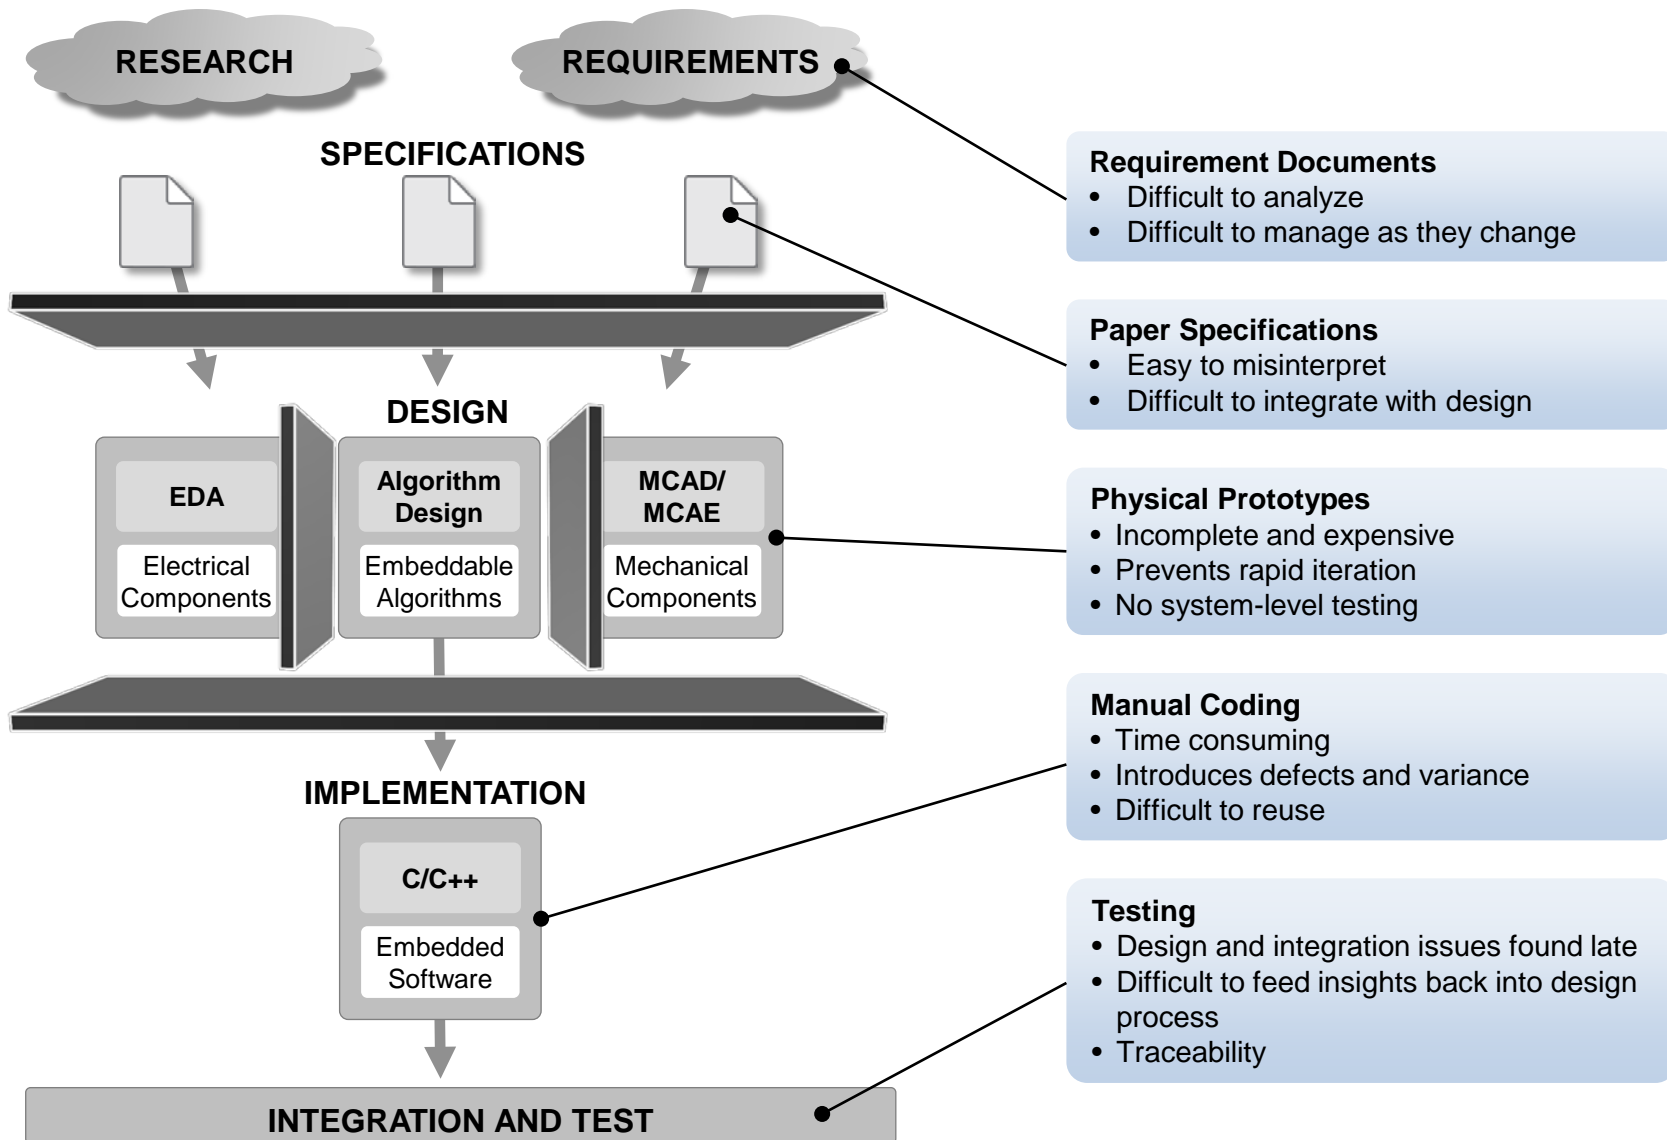 RESEARCH
REQUIREMENTS
SPECIFICATIONS
DESIGN
EDA
Electrical
Components
Algorithm
Design
Embeddable
Algorithms
MCAD/
MCAE
Mechanical
Components
IMPLEMENTATION
C/C++
Embedded
Software
INTEGRATION AND TEST
Requirement Documents
• Difficult to analyze
• Difficult to manage as they change
Paper Specifications
• Easy to misinterpret
• Difficult to integrate with design
Physical Prototypes
• Incomplete and expensive
• Prevents rapid iteration
• No system-level testing
Manual Coding
• Time consuming
• Introduces defects and variance
• Difficult to reuse
Testing
• Design and integration issues found late
• Difficult to feed insights back into design
process
• Traceability